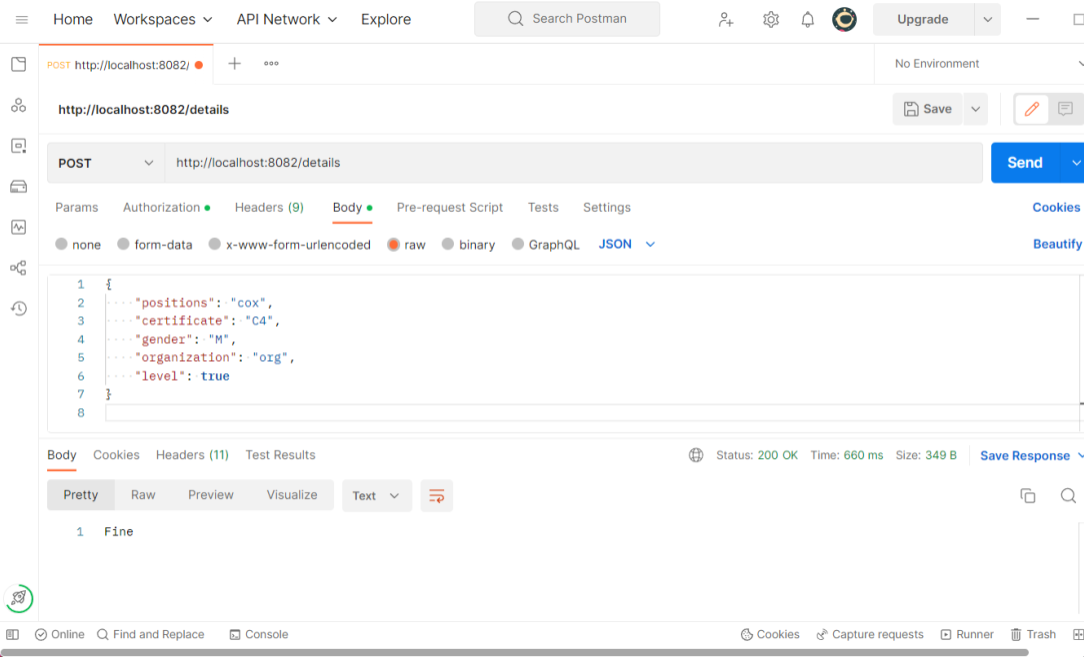 Home Workspaces API Network Explore Search Postman Upgrade
POST http://localhost:8082/ No Environment
http://localhost:8082/details Save
POST http://localhost:8082/details Send
Params Authorization Headers (9) Body Pre-request Script Tests Settings Cookies
none form-data x-www-form-urlencoded raw binary GraphQL JSON Beautify
1 {
2 "positions": "cox",
3 "certificate": "C4",
4 "gender": "M",
5 "organization": "org",
6 "level": true
7 }
8
Body Cookies Headers (11) Test Results Status: 200 OK Time: 660 ms Size: 349 B Save Response
Pretty Raw Preview Visualize Text
1 Fine
Online Find and Replace Console Cookies Capture requests Runner Trash